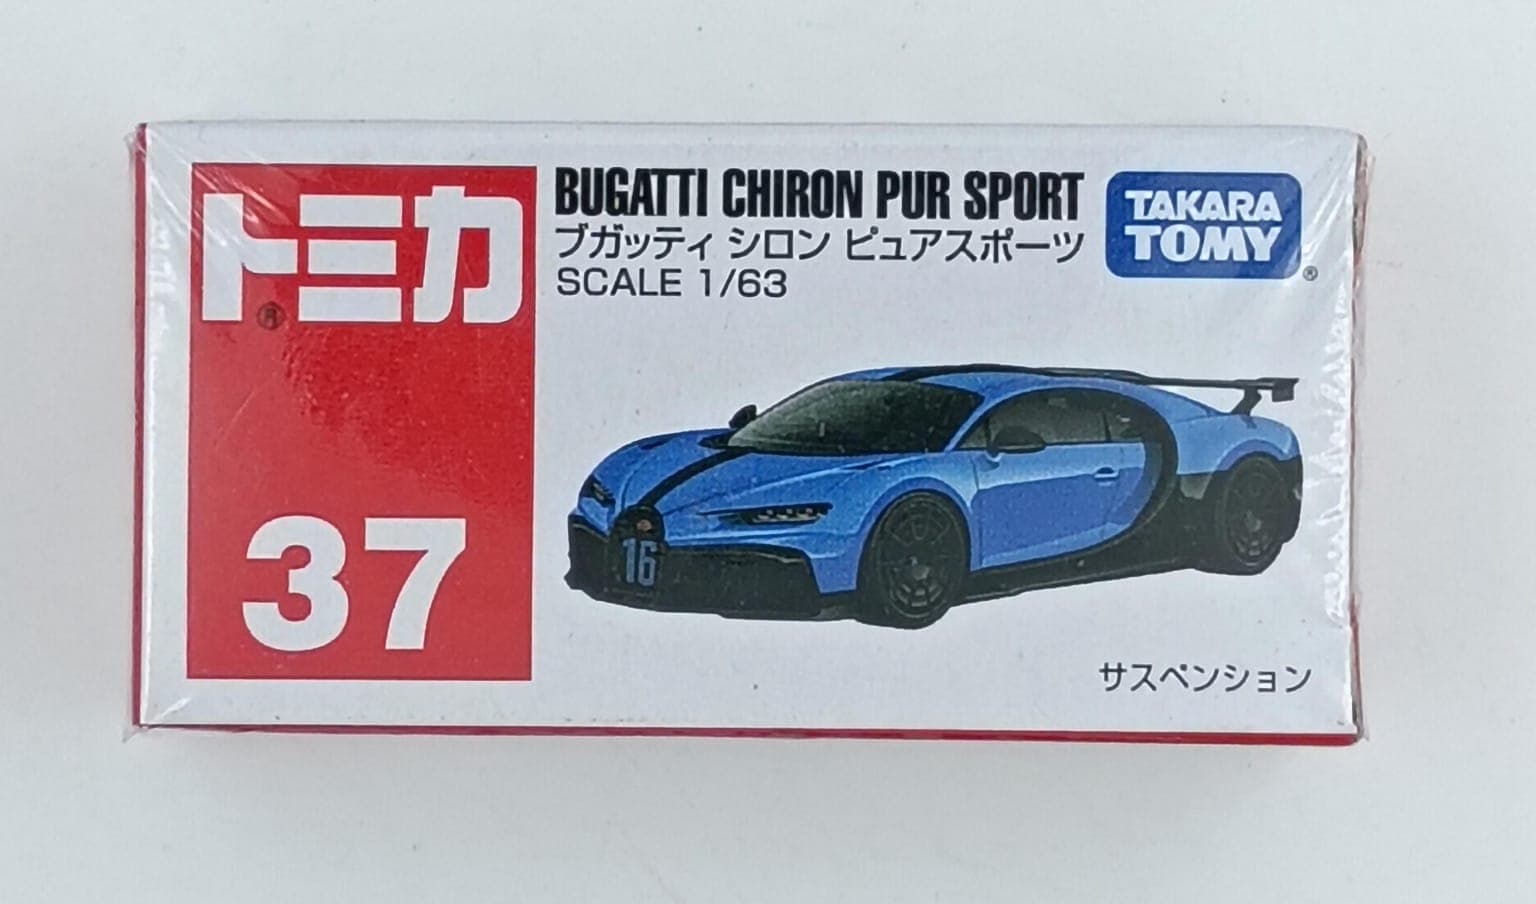 トミカ
®
37
BUGATTI CHIRON PUR SPORT
ブガッティ シロン ピュアスポーツ
SCALE 1/63
TAKARA
TOMY
®
16
サスペンション